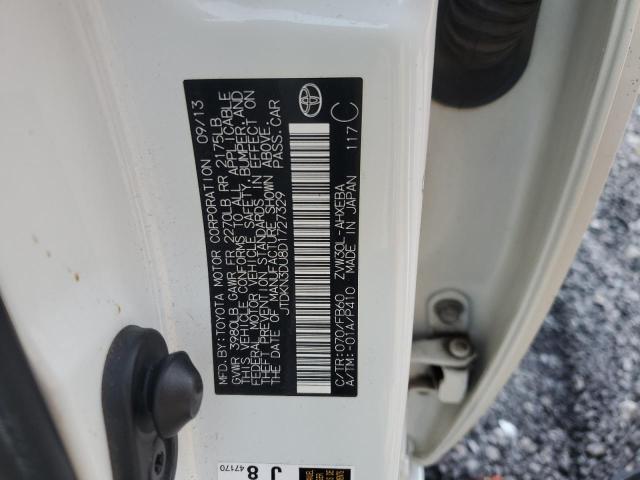 MFD. BY: TOYOTA MOTOR CORPORATION 09/13
GVWR 3980LB GAWR FR 2270LB RR 2175LB
THIS VEHICLE CONFORMS TO ALL APPLICABLE
FEDERAL MOTOR VEHICLE SAFETY, BUMPER, AND
THEFT PREVENTION STANDARDS IN EFFECT ON
THE DATE OF MANUFACTURE SHOWN ABOVE.
JTDKN3DU8D1727329 PASS.CAR
C/TR:070/FB60 ZVW30L-AHXEBA
A/TM:-01A/P410 MADE IN JAPAN 117 C
47170
J8